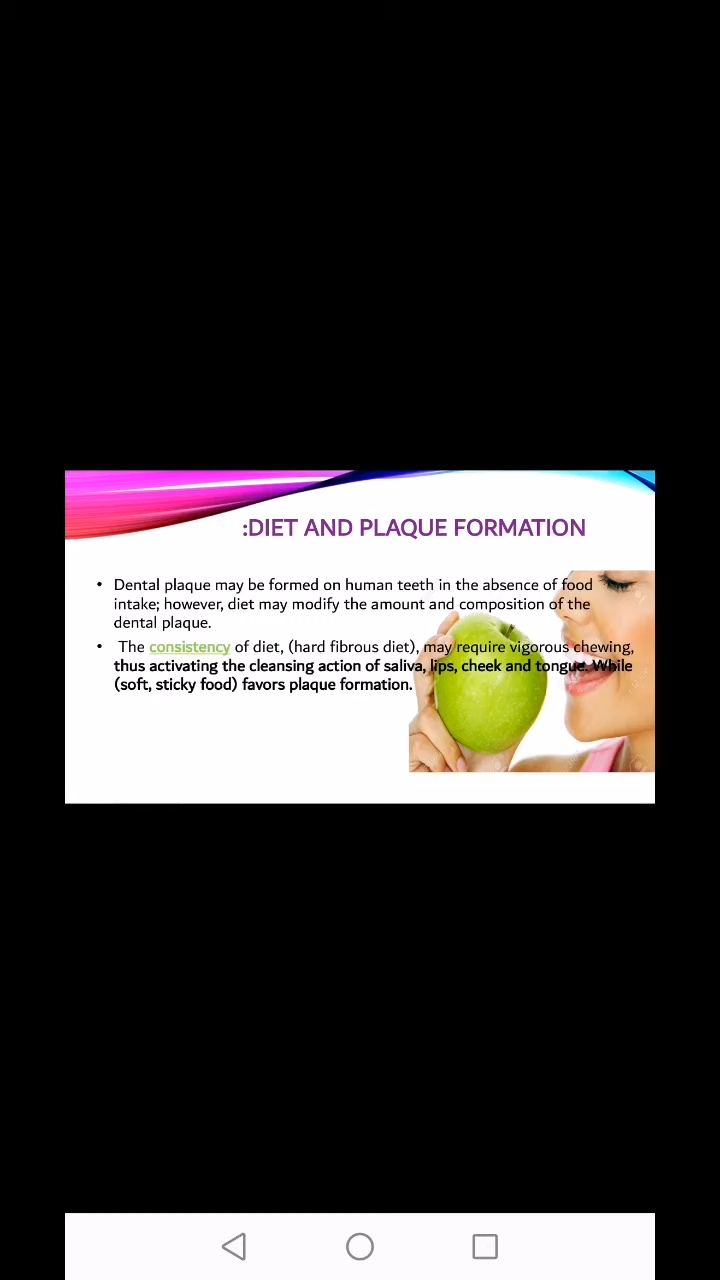 :DIET AND PLAQUE FORMATION
• Dental plaque may be formed on human teeth in the absence of food
intake; however, diet may modify the amount and composition of the
dental plaque.
• The consistency of diet, (hard fibrous diet), may require vigorous chewing,
thus activating the cleansing action of saliva, lips, cheek and tongue. While
(soft, sticky food) favors plaque formation.